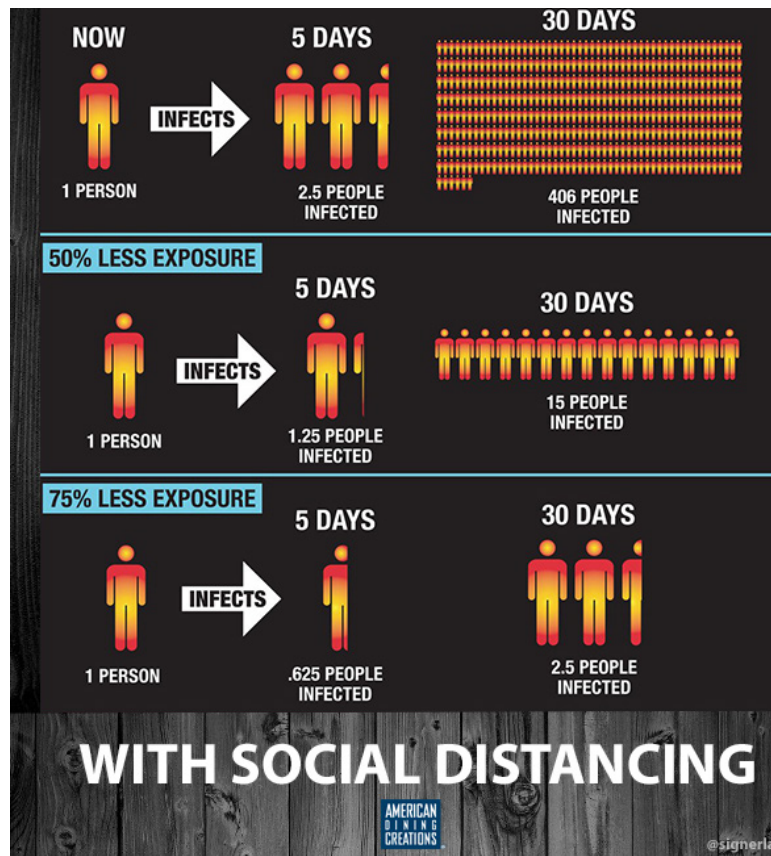 NOW
5 DAYS
30 DAYS
INFECTS
1 PERSON
2.5 PEOPLE
INFECTED
406 PEOPLE
INFECTED
50% LESS EXPOSURE
5 DAYS
30 DAYS
INFECTS
1 PERSON
1.25 PEOPLE
INFECTED
15 PEOPLE
INFECTED
75% LESS EXPOSURE
5 DAYS
30 DAYS
INFECTS
1 PERSON
.625 PEOPLE
INFECTED
2.5 PEOPLE
INFECTED
WITH SOCIAL DISTANCING
AMERICAN
DINING
CREATIONS
@signerla